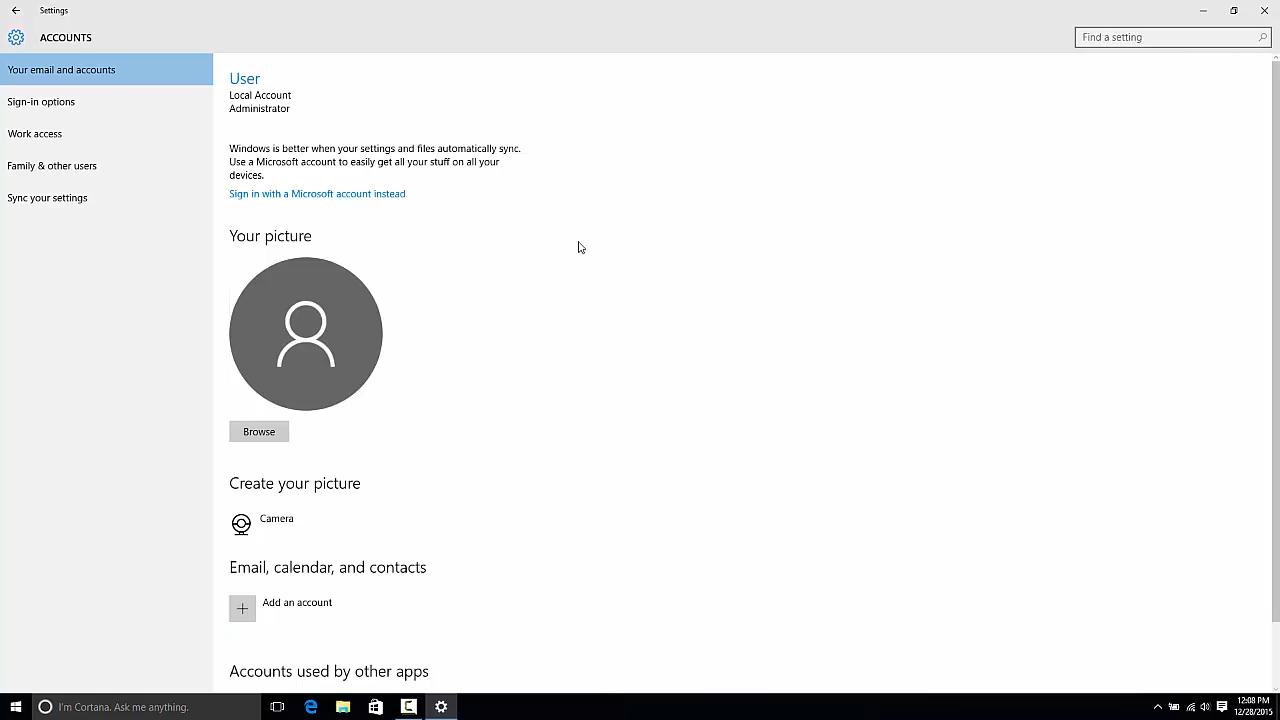 Settings
ACCOUNTS
Find a setting
Your email and accounts
Sign-in options
Work access
Family & other users
Sync your settings
User
Local Account
Administrator
Windows is better when your settings and files automatically sync.
Use a Microsoft account to easily get all your stuff on all your
devices.
Sign in with a Microsoft account instead
Your picture
Browse
Create your picture
Camera
Email, calendar, and contacts
Add an account
Accounts used by other apps
I'm Cortana. Ask me anything.
12:08 PM
12/28/2015